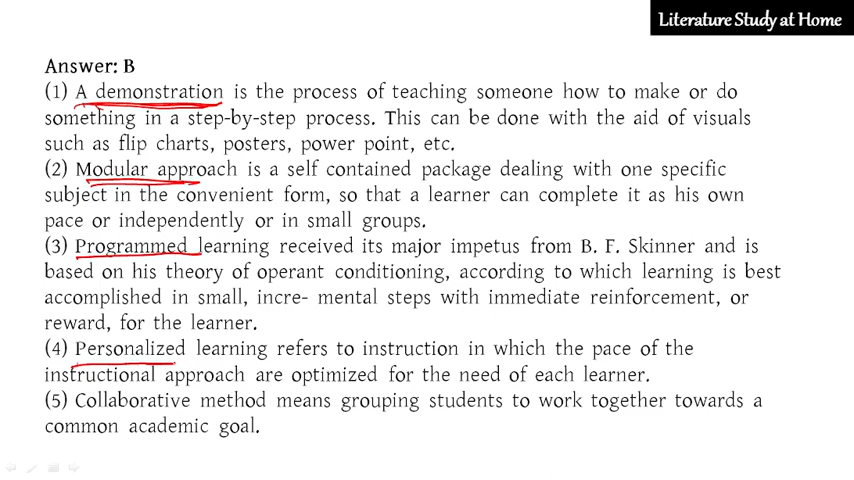 Literature Study at Home
Answer: B
(1) A demonstration is the process of teaching someone how to make or do
something in a step-by-step process. This can be done with the aid of visuals
such as flip charts, posters, power point, etc.
(2) Modular approach is a self contained package dealing with one specific
subject in the convenient form, so that a learner can complete it as his own
pace or independently or in small groups.
(3) Programmed learning received its major impetus from B. F. Skinner and is
based on his theory of operant conditioning, according to which learning is best
accomplished in small, incre- mental steps with immediate reinforcement, or
reward, for the learner.
(4) Personalized learning refers to instruction in which the pace of the
instructional approach are optimized for the need of each learner.
(5) Collaborative method means grouping students to work together towards a
common academic goal.